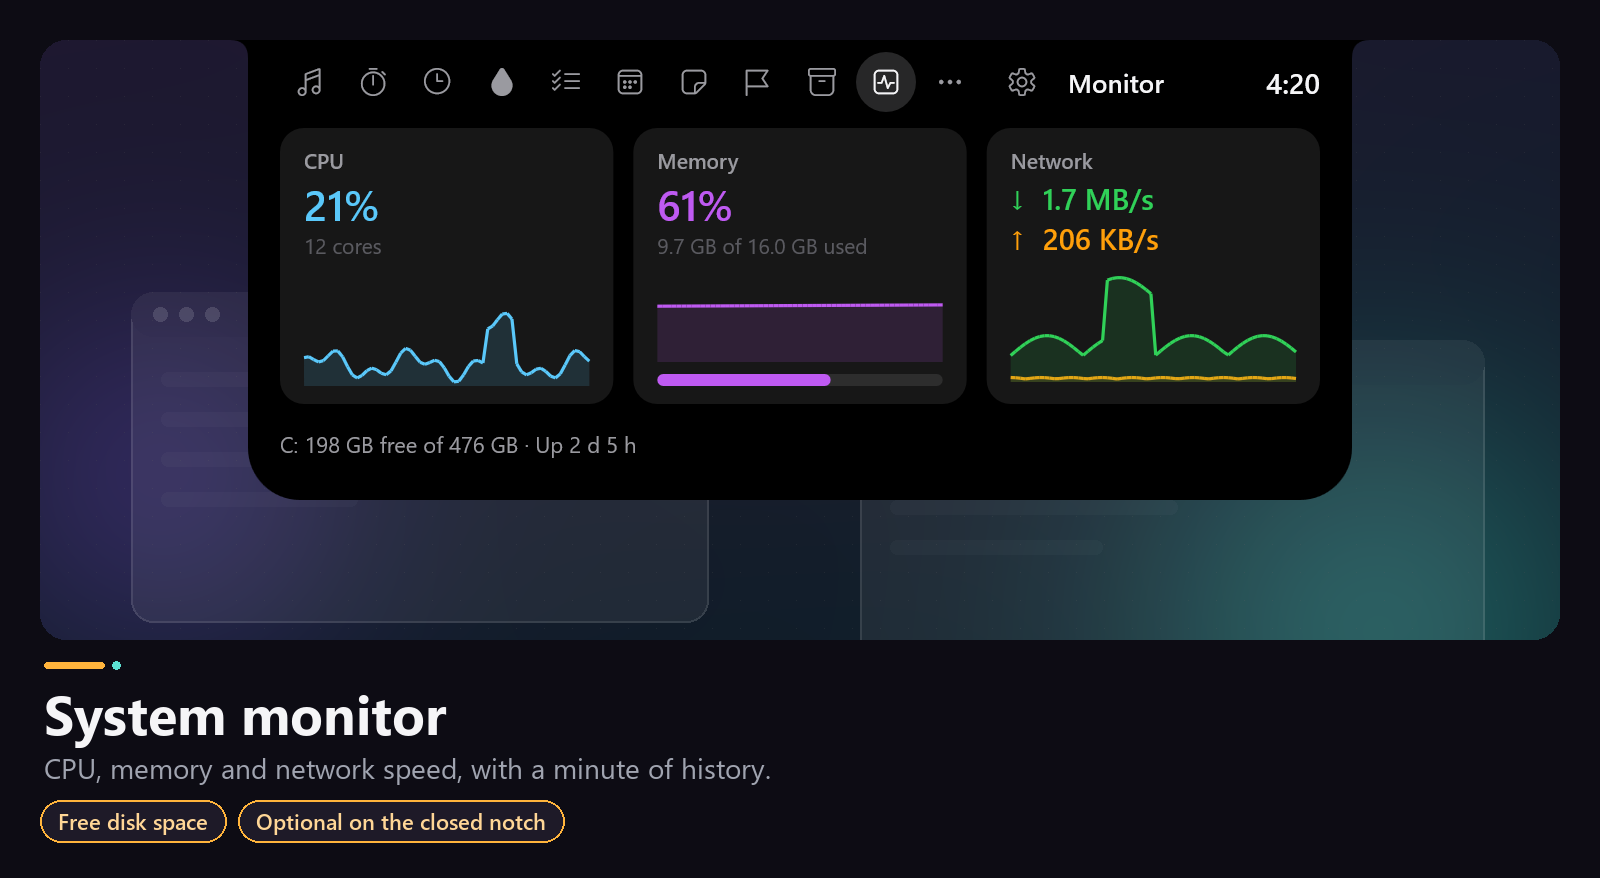 Monitor
4:20
CPU
21%
12 cores
Memory
61%
9.7 GB of 16.0 GB used
Network
↓ 1.7 MB/s
↑ 206 KB/s
C: 198 GB free of 476 GB · Up 2 d 5 h
System monitor
CPU, memory and network speed, with a minute of history.
Free disk space
Optional on the closed notch